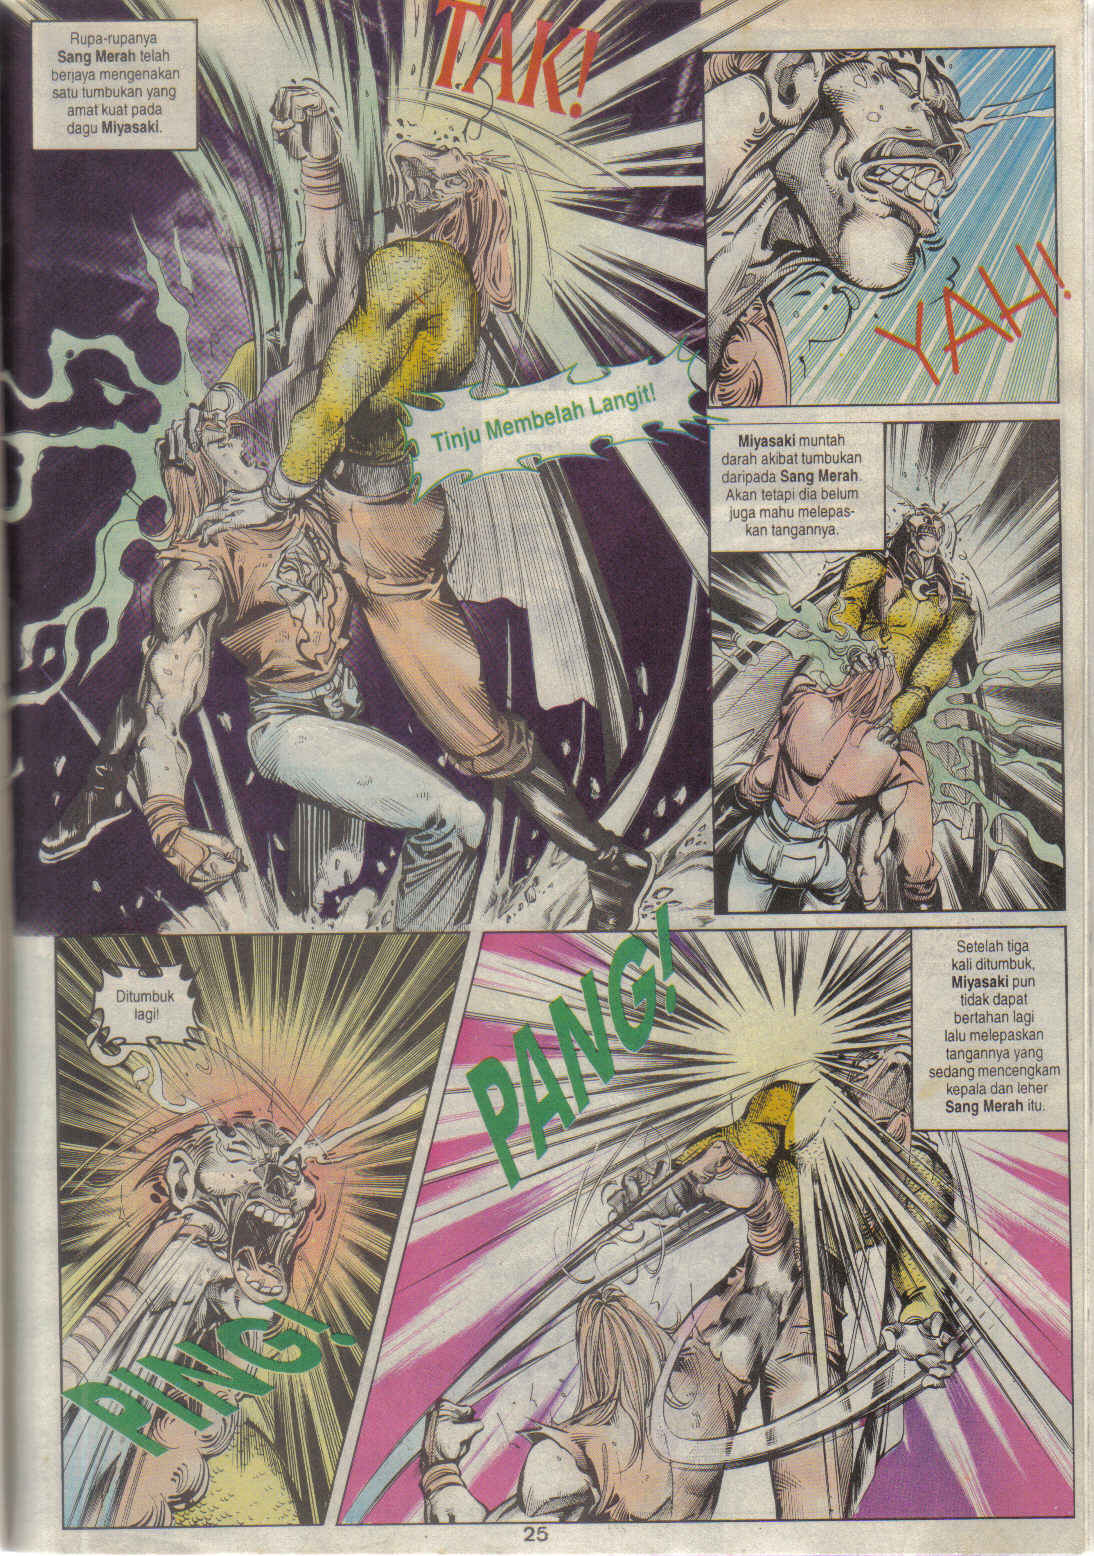 Rupa-rupanya
Sang Merah telah
berjaya mengenakan
satu tumbukan yang
amat kuat pada
dagu Miyasaki.
TAK!
Tinju Membelah Langit!
YAH!
Miyasaki muntah
darah akibat tumbukan
daripada Sang Merah.
Akan tetapi dia belum
juga mahu melepas-
kan tangannya.
Ditumbuk
lagi!
PING!
PANG!
Setelah tiga
kali ditumbuk,
Miyasaki pun
tidak dapat
bertahan lagi
lalu melepaskan
tangannya yang
sedang mencengkam
kepala dan leher
Sang Merah itu.
25